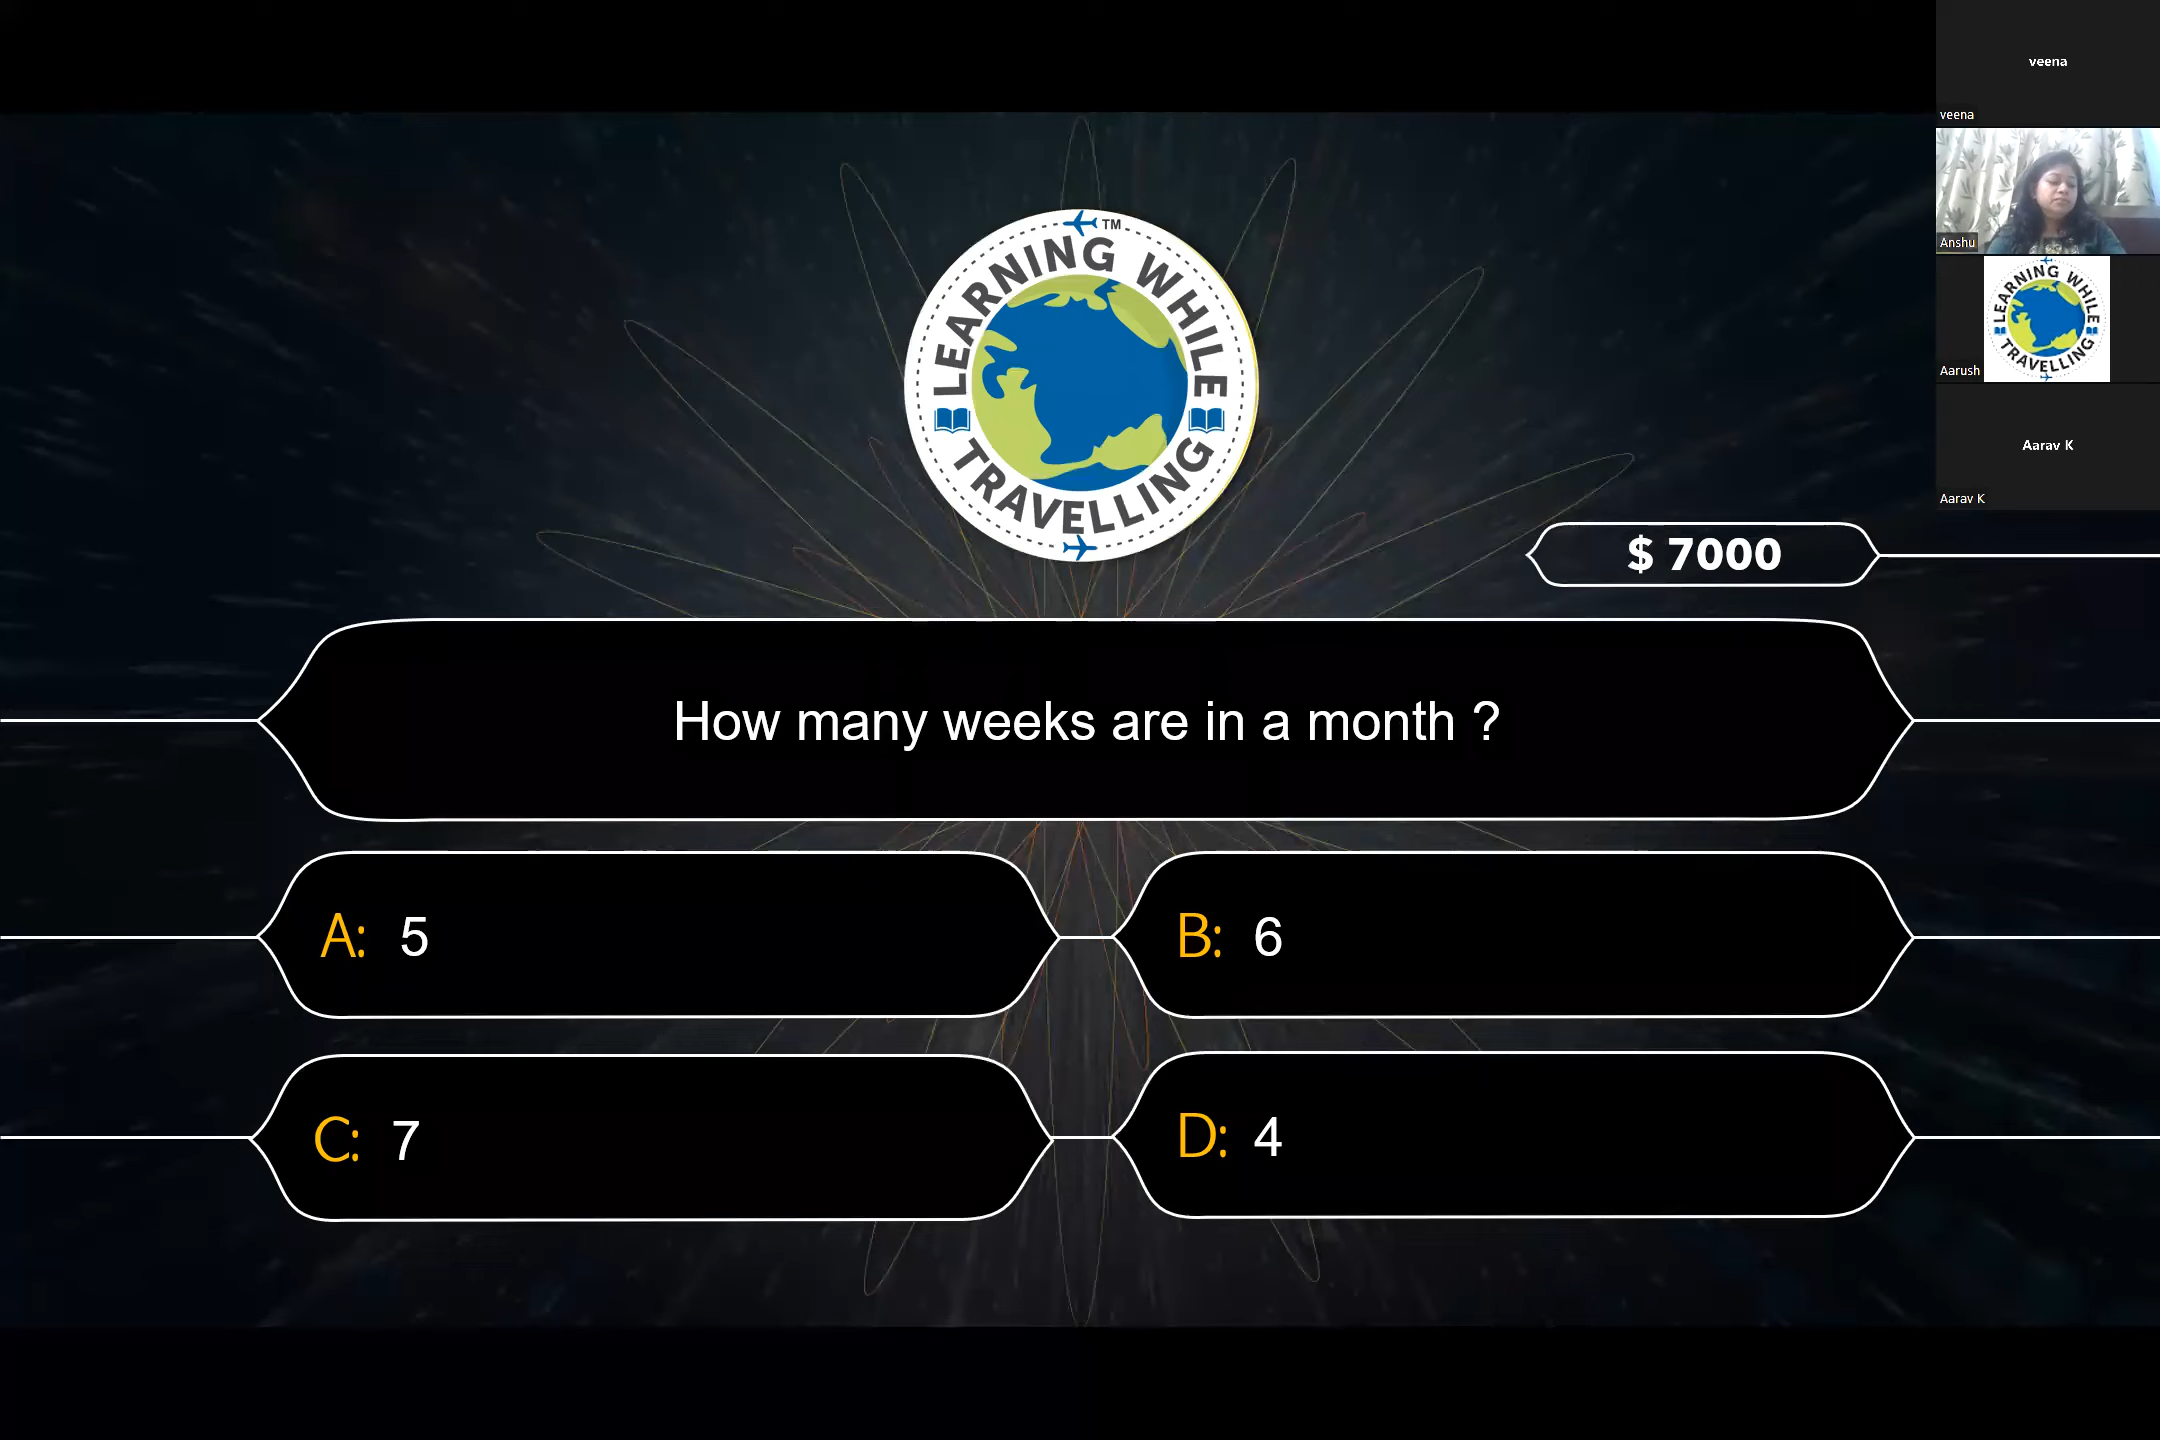 veena
veena
Anshu
LEARNING WHILE
TRAVELLING
Aarush
Aarav K
Aarav K
TM
LEARNING WHILE
TRAVELLING
$ 7000
How many weeks are in a month ?
A: 5
B: 6
C: 7
D: 4